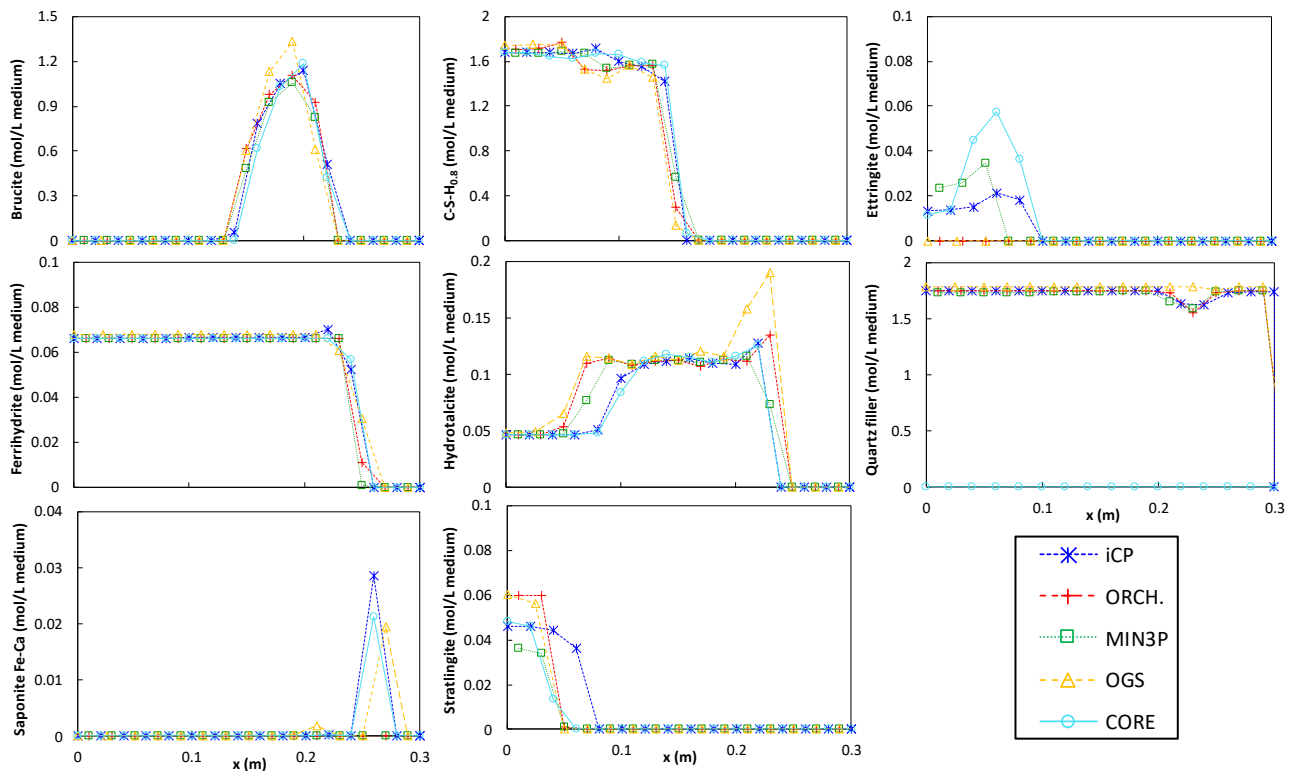 Brucite (mol/L medium)
1.5
1.2
0.9
0.6
0.3
0
C-S-H0.8 (mol/L medium)
2
1.6
1.2
0.8
0.4
0
Ettringite (mol/L medium)
0.1
0.08
0.06
0.04
0.02
0
Ferrihydrite (mol/L medium)
0.1
0.08
0.06
0.04
0.02
0
0 0.1 0.2 0.3
Hydrotalcite (mol/L medium)
0.2
0.15
0.1
0.05
0
Quartz filler (mol/L medium)
2
1.5
1
0.5
0
0 0.1 0.2 0.3
x (m)
Saponite Fe-Ca (mol/L medium)
0.04
0.03
0.02
0.01
0
0 0.1 0.2 0.3
x (m)
Stratlingite (mol/L medium)
0.1
0.08
0.06
0.04
0.02
0
0 0.1 0.2 0.3
x (m)
iCP
ORCH.
MIN3P
OGS
CORE